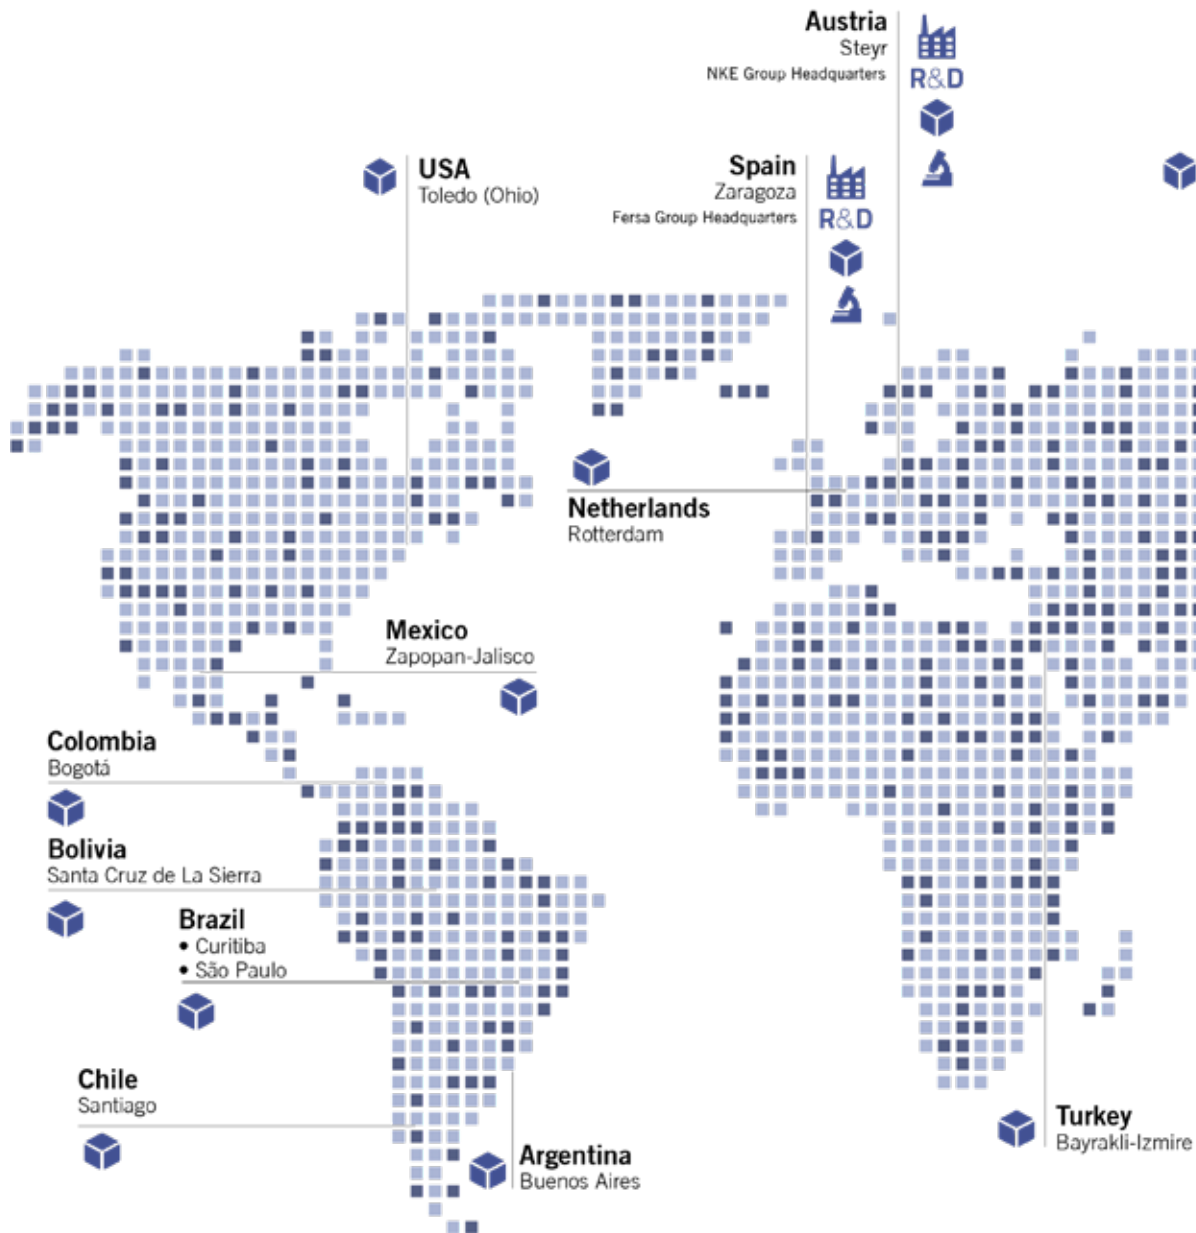 Austria
Steyr
NKE Group Headquarters
R&D
USA
Toledo (Ohio)
Spain
Zaragoza
Fersa Group Headquarters
R&D
Netherlands
Rotterdam
Mexico
Zapopan-Jalisco
Colombia
Bogotá
Bolivia
Santa Cruz de La Sierra
Brazil
• Curitiba
• São Paulo
Chile
Santiago
Argentina
Buenos Aires
Turkey
Bayrakli-Izmire